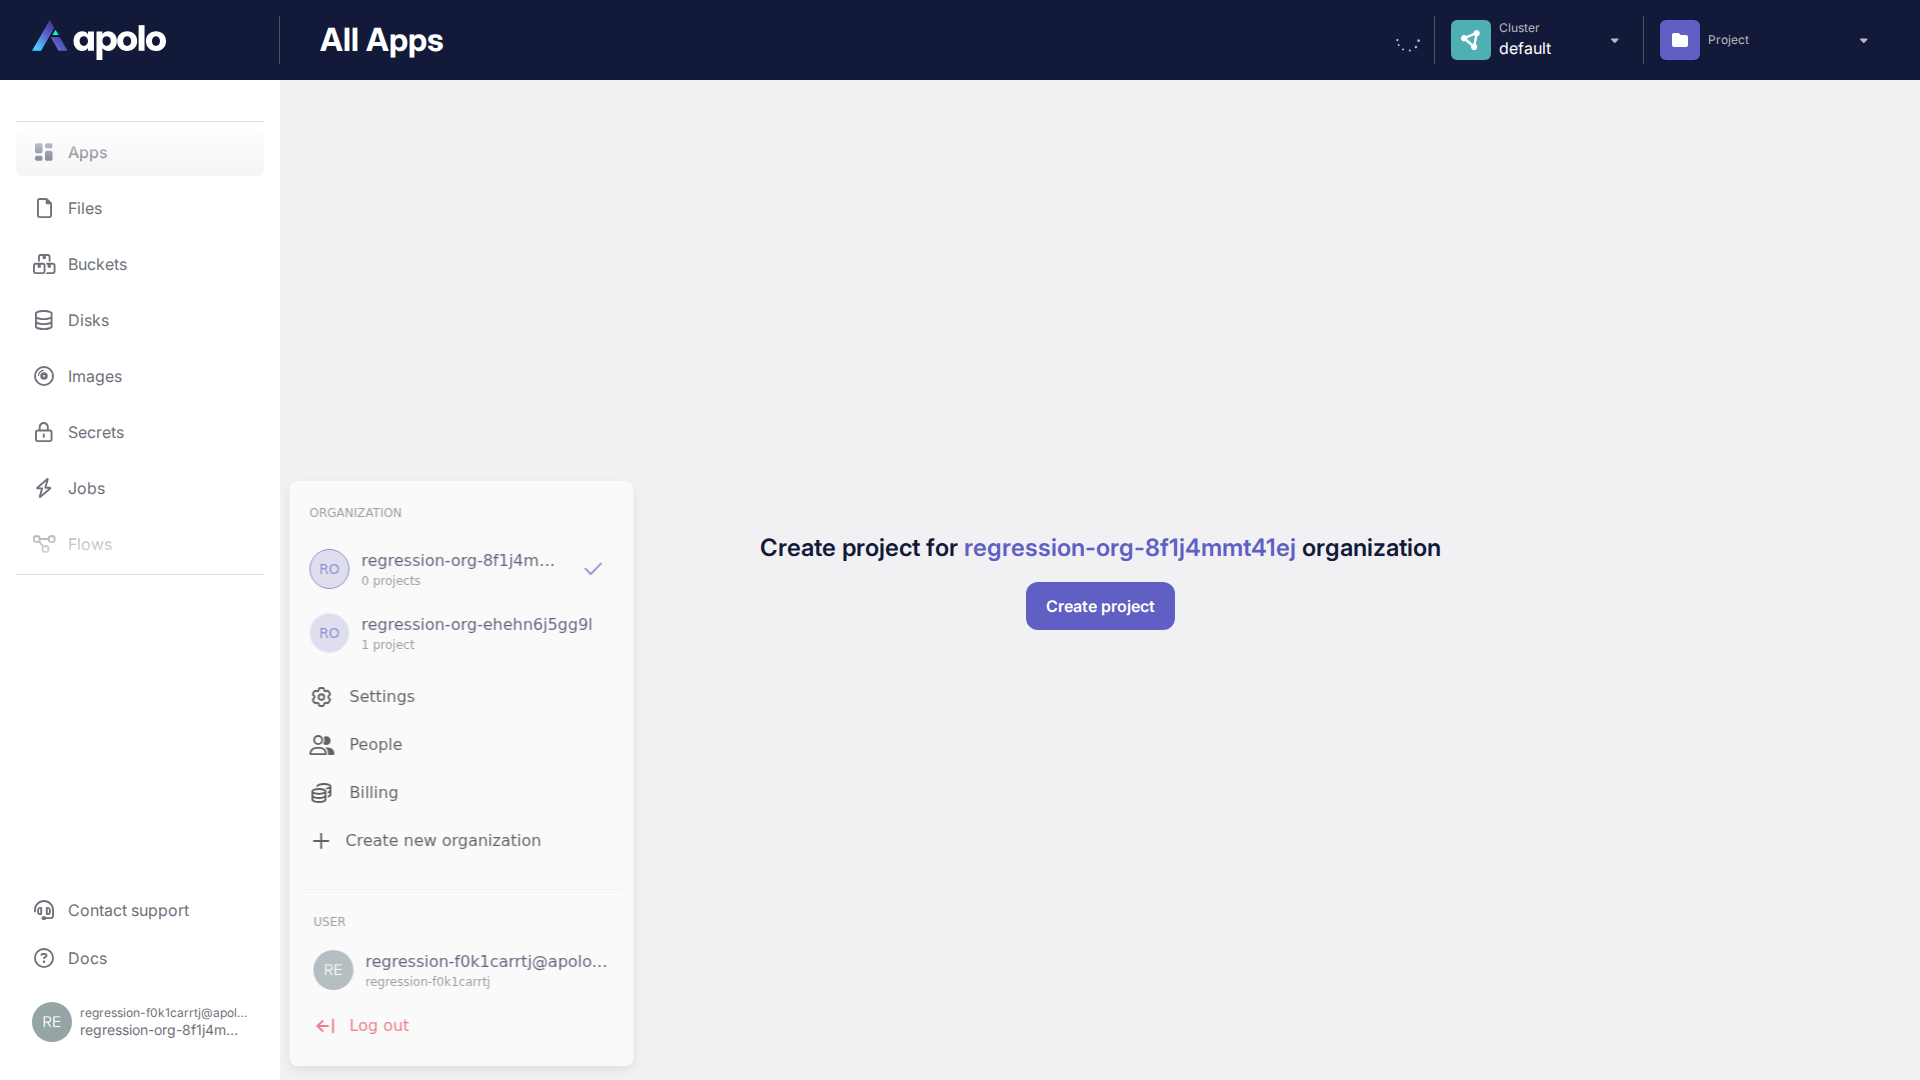 apolo
All Apps
Cluster
default
Project
Apps
Files
Buckets
Disks
Images
Secrets
Jobs
Flows
Contact support
Docs
RE
regression-f0k1carrtj@apol...
regression-org-8f1j4m...
ORGANIZATION
RO
regression-org-8f1j4m...
0 projects
RO
regression-org-ehehn6j5gg9l
1 project
Settings
People
Billing
Create new organization
USER
RE
regression-f0k1carrtj@apolo...
regression-f0k1carrtj
Log out
Create project for regression-org-8f1j4mmt41ej organization
Create project